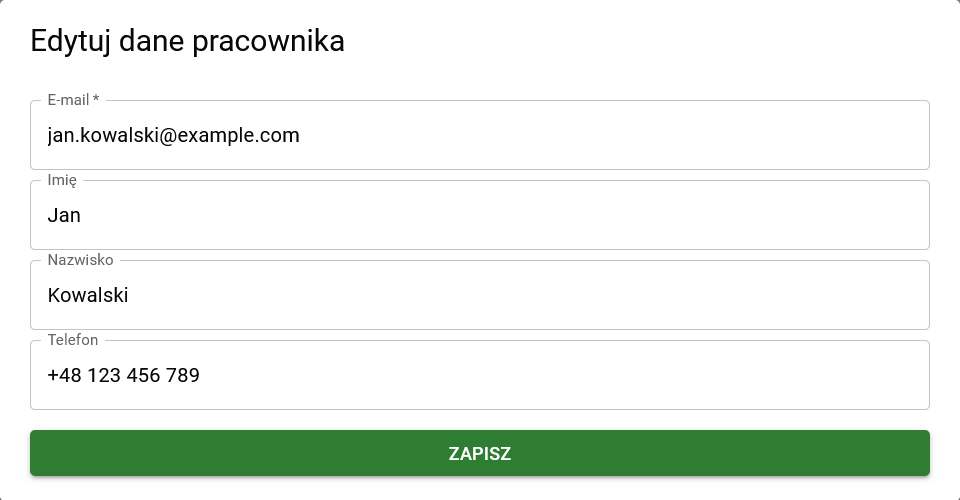 Edytuj dane pracownika
E-mail *
jan.kowalski@example.com
Imię
Jan
Nazwisko
Kowalski
Telefon
+48 123 456 789
ZAPISZ